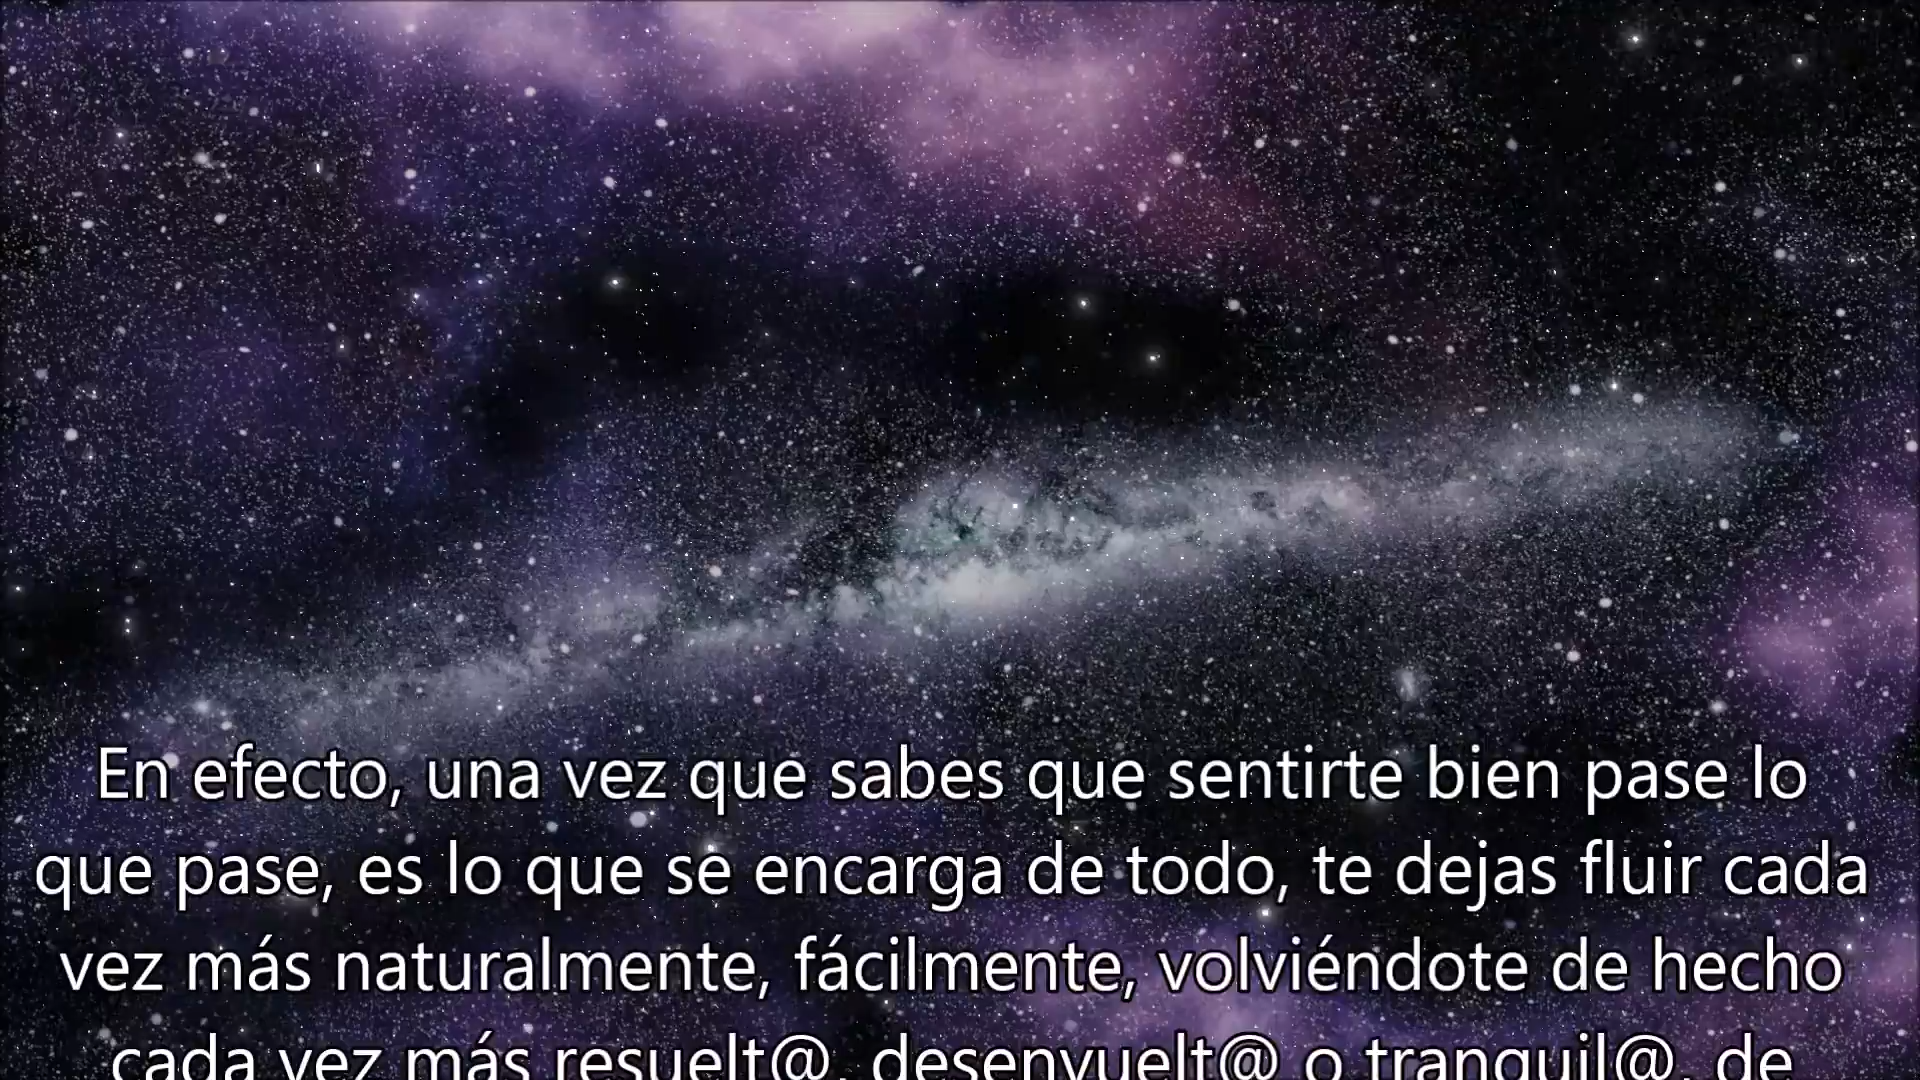 En efecto, una vez que sabes que sentirte bien pase lo
que pase, es lo que se encarga de todo, te dejas fluir cada
vez más naturalmente, fácilmente, volviéndote de hecho
cada vez más resuelt@, desenvuelt@ o tranquil@, de